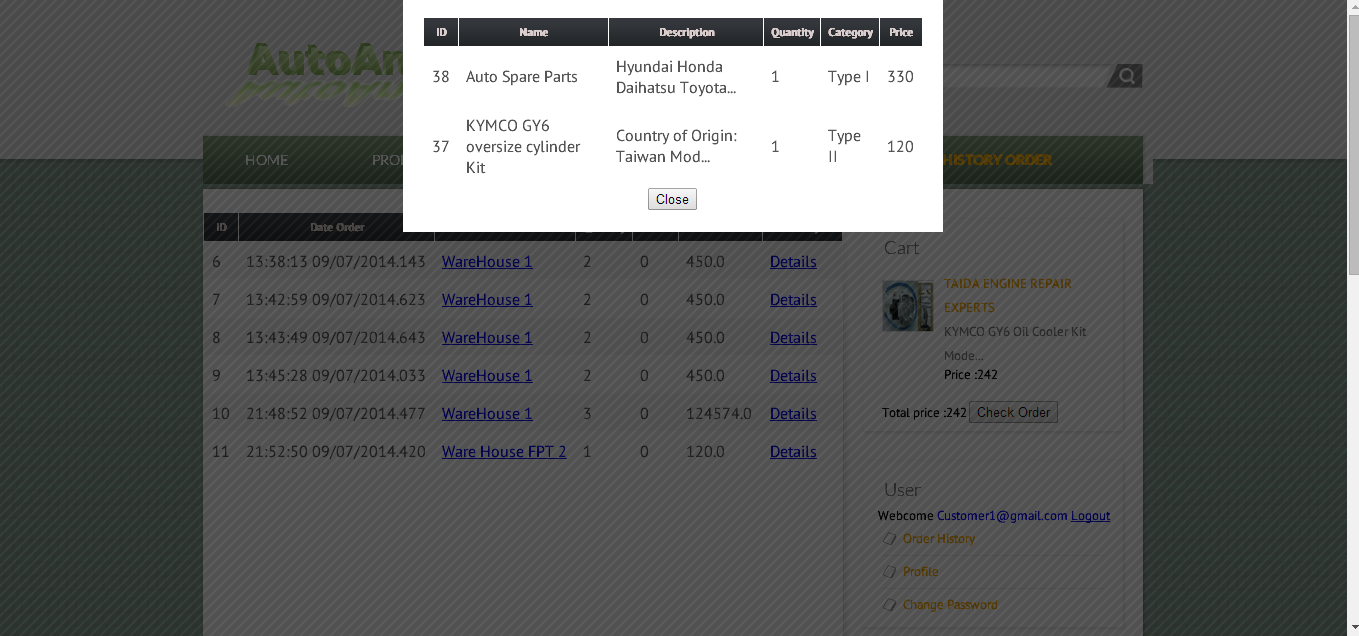 ID Name Description Quantity Category Price
38 Auto Spare Parts Hyundai Honda Daihatsu Toyota... 1 Type I 330
37 KYMCO GY6 oversize cylinder Kit Country of Origin: Taiwan Mod... 1 Type II 120
Close
HOME HISTORY ORDER
ID Date Order
6 13:38:13 09/07/2014.143 WareHouse 1 2 0 450.0 Details
7 13:42:59 09/07/2014.623 WareHouse 1 2 0 450.0 Details
8 13:43:49 09/07/2014.643 WareHouse 1 2 0 450.0 Details
9 13:45:28 09/07/2014.033 WareHouse 1 2 0 450.0 Details
10 21:48:52 09/07/2014.477 WareHouse 1 3 0 124574.0 Details
11 21:52:50 09/07/2014.420 Ware House FPT 2 1 0 120.0 Details
Cart
TAIDA ENGINE REPAIR
EXPERTS
KYMCO GY6 Oil Cooler Kit
Mode...
Price :242
Total price :242 Check Order
User
Webcome Customer1@gmail.com Logout
Order History
Profile
Change Password